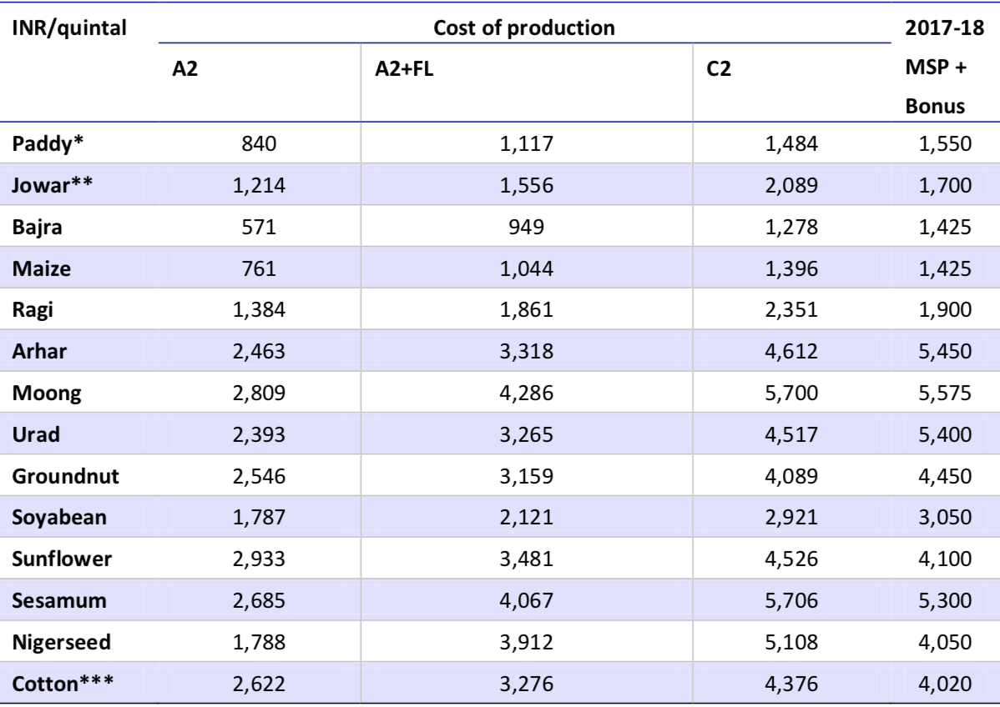 INR/quintal Cost of production 2017-18
A2 A2+FL C2 MSP +
Bonus
Paddy* 840 1,117 1,484 1,550
Jowar** 1,214 1,556 2,089 1,700
Bajra 571 949 1,278 1,425
Maize 761 1,044 1,396 1,425
Ragi 1,384 1,861 2,351 1,900
Arhar 2,463 3,318 4,612 5,450
Moong 2,809 4,286 5,700 5,575
Urad 2,393 3,265 4,517 5,400
Groundnut 2,546 3,159 4,089 4,450
Soyabean 1,787 2,121 2,921 3,050
Sunflower 2,933 3,481 4,526 4,100
Sesamum 2,685 4,067 5,706 5,300
Nigerseed 1,788 3,912 5,108 4,050
Cotton*** 2,622 3,276 4,376 4,020